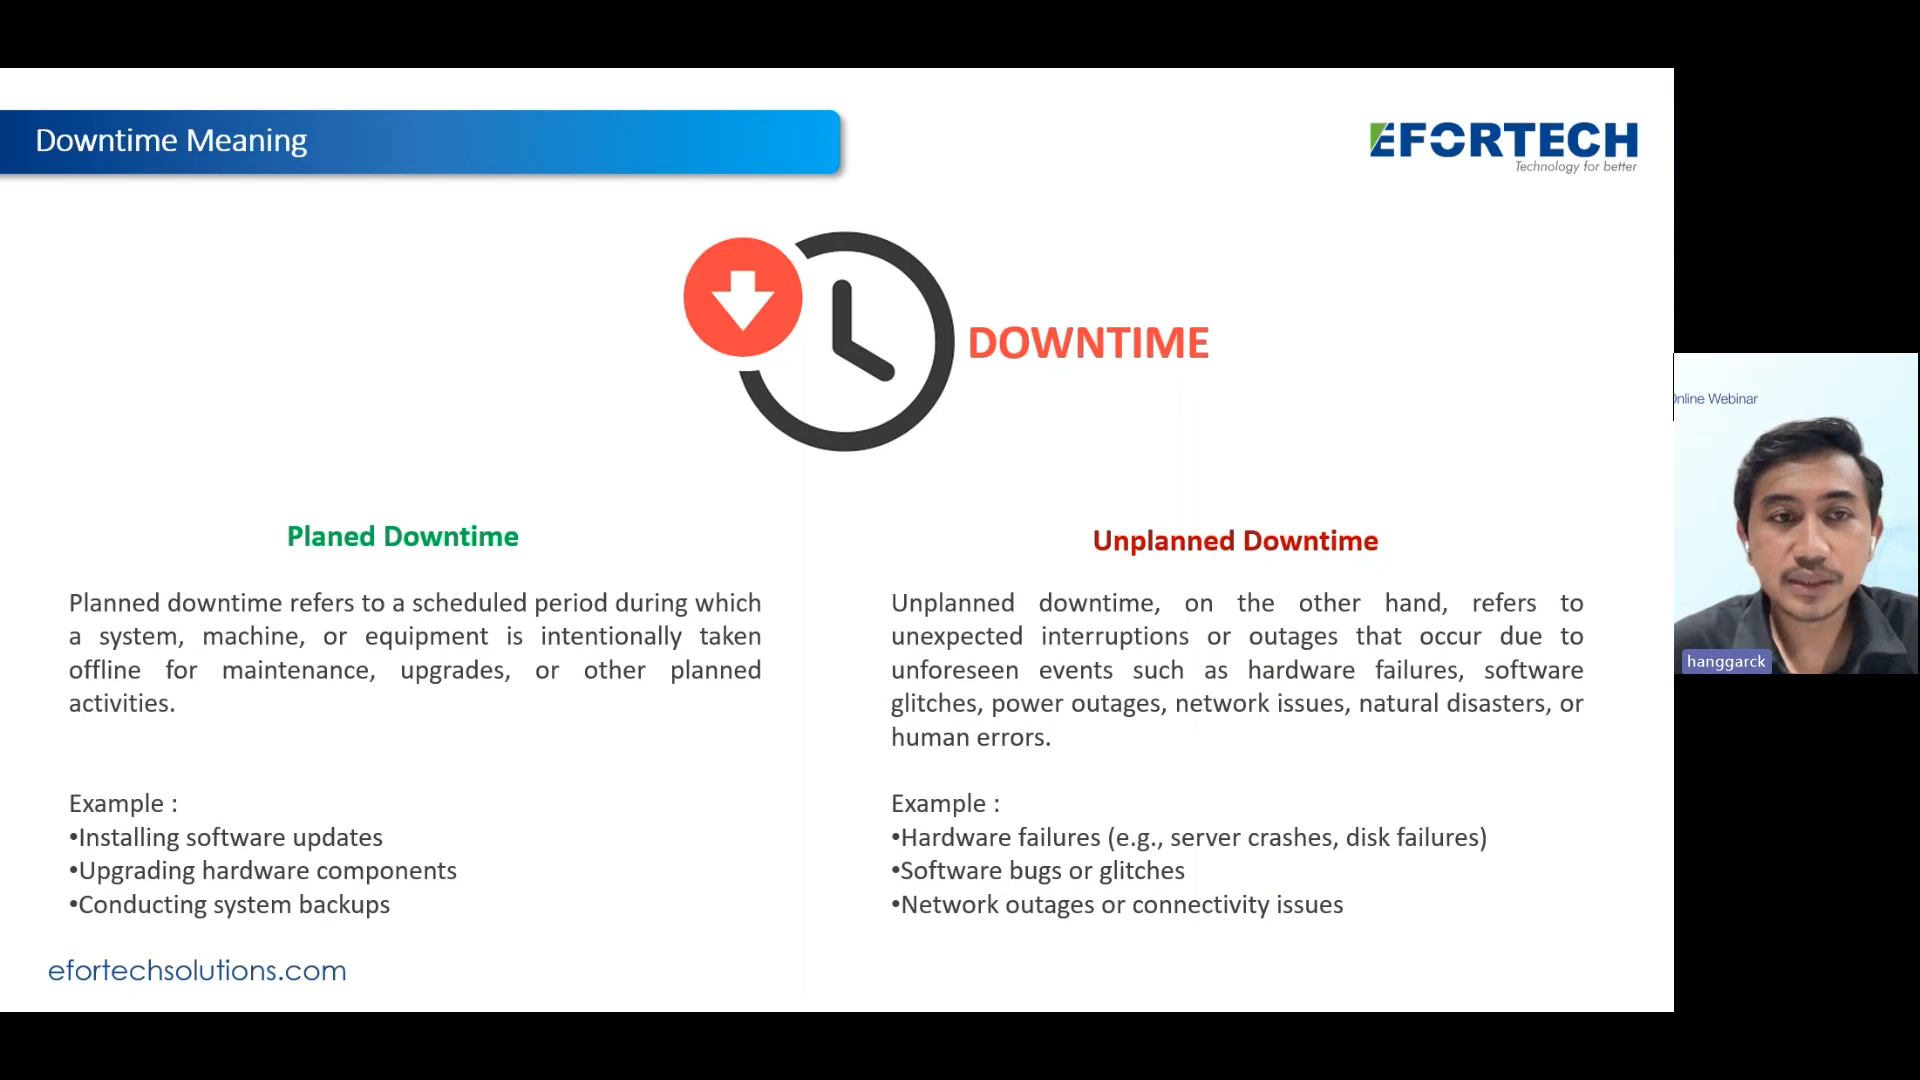 Downtime Meaning
EFORTECH
Technology for better
DOWNTIME
Planed Downtime
Planned downtime refers to a scheduled period during which
a system, machine, or equipment is intentionally taken
offline for maintenance, upgrades, or other planned
activities.
Example :
•Installing software updates
•Upgrading hardware components
•Conducting system backups
Unplanned Downtime
Unplanned downtime, on the other hand, refers to
unexpected interruptions or outages that occur due to
unforeseen events such as hardware failures, software
glitches, power outages, network issues, natural disasters, or
human errors.
Example :
•Hardware failures (e.g., server crashes, disk failures)
•Software bugs or glitches
•Network outages or connectivity issues
efortechsolutions.com
Webinar
hanggarck